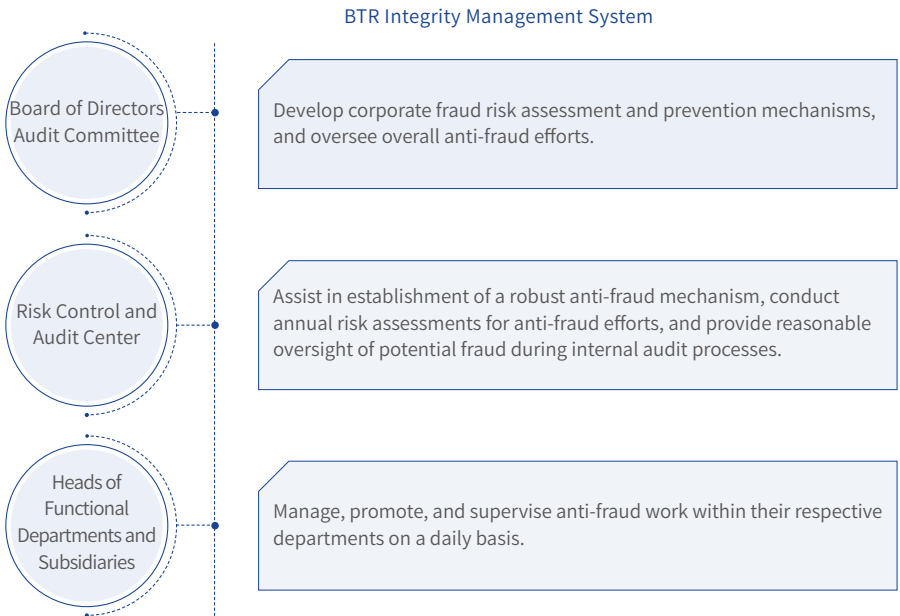 BTR Integrity Management System
Board of Directors
Audit Committee
Develop corporate fraud risk assessment and prevention mechanisms,
and oversee overall anti-fraud efforts.
Risk Control and
Audit Center
Assist in establishment of a robust anti-fraud mechanism, conduct
annual risk assessments for anti-fraud efforts, and provide reasonable
oversight of potential fraud during internal audit processes.
Heads of
Functional
Departments and
Subsidiaries
Manage, promote, and supervise anti-fraud work within their respective
departments on a daily basis.